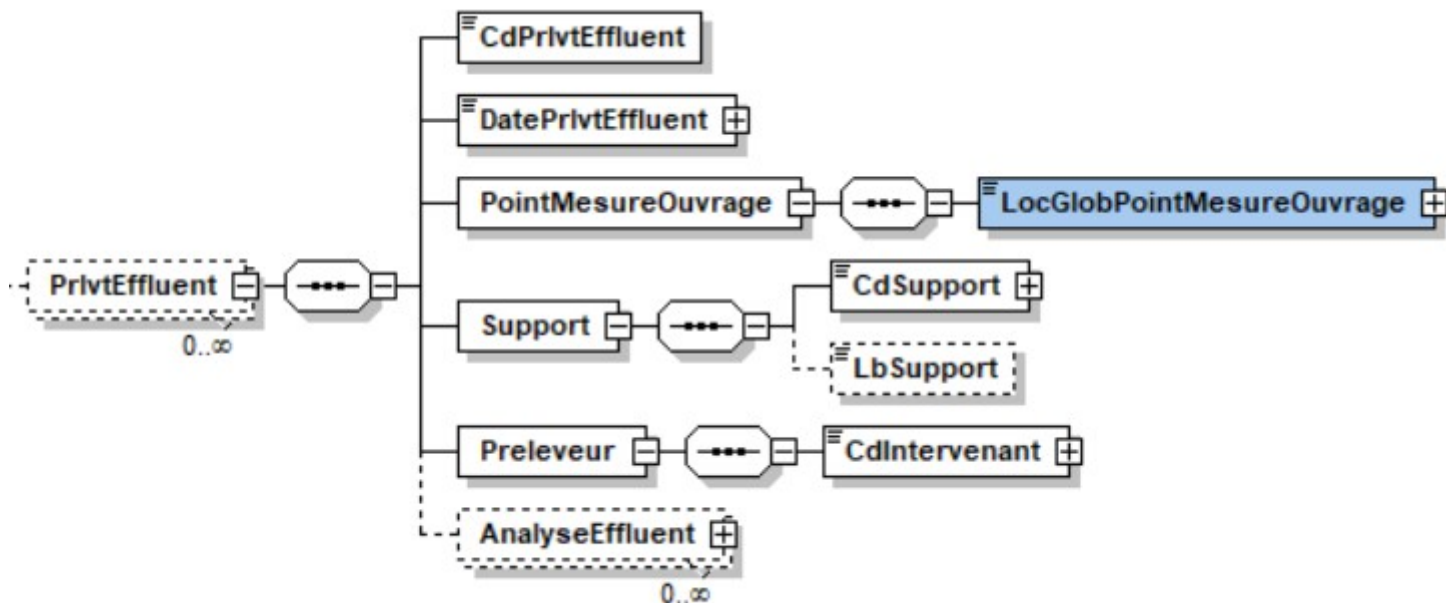 CdPrlvtEffluent
DatePrlvtEffluent
PointMesureOuvrage
LocGlobPointMesureOuvrage
PrlvtEffluent
0..∞
Support
CdSupport
LbSupport
Preleveur
CdIntervenant
AnalyseEffluent
0..∞